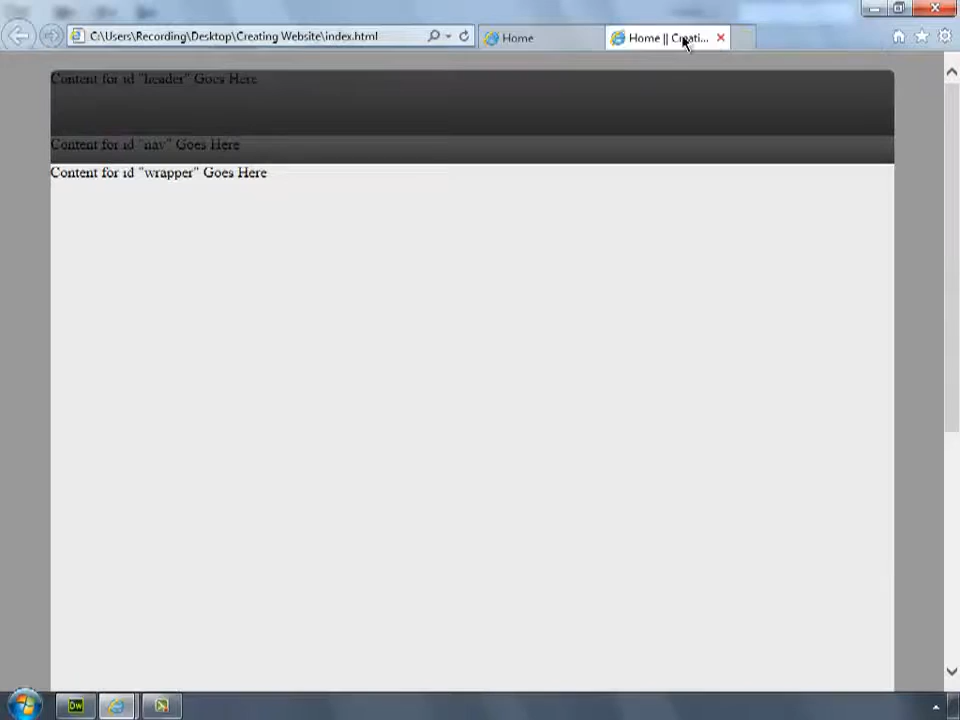 C:\Users\Recording\Desktop\Creating Website\index.html
Home
Home || Creati...
Content for id "header" Goes Here
Content for id "nav" Goes Here
Content for id "wrapper" Goes Here
Dw